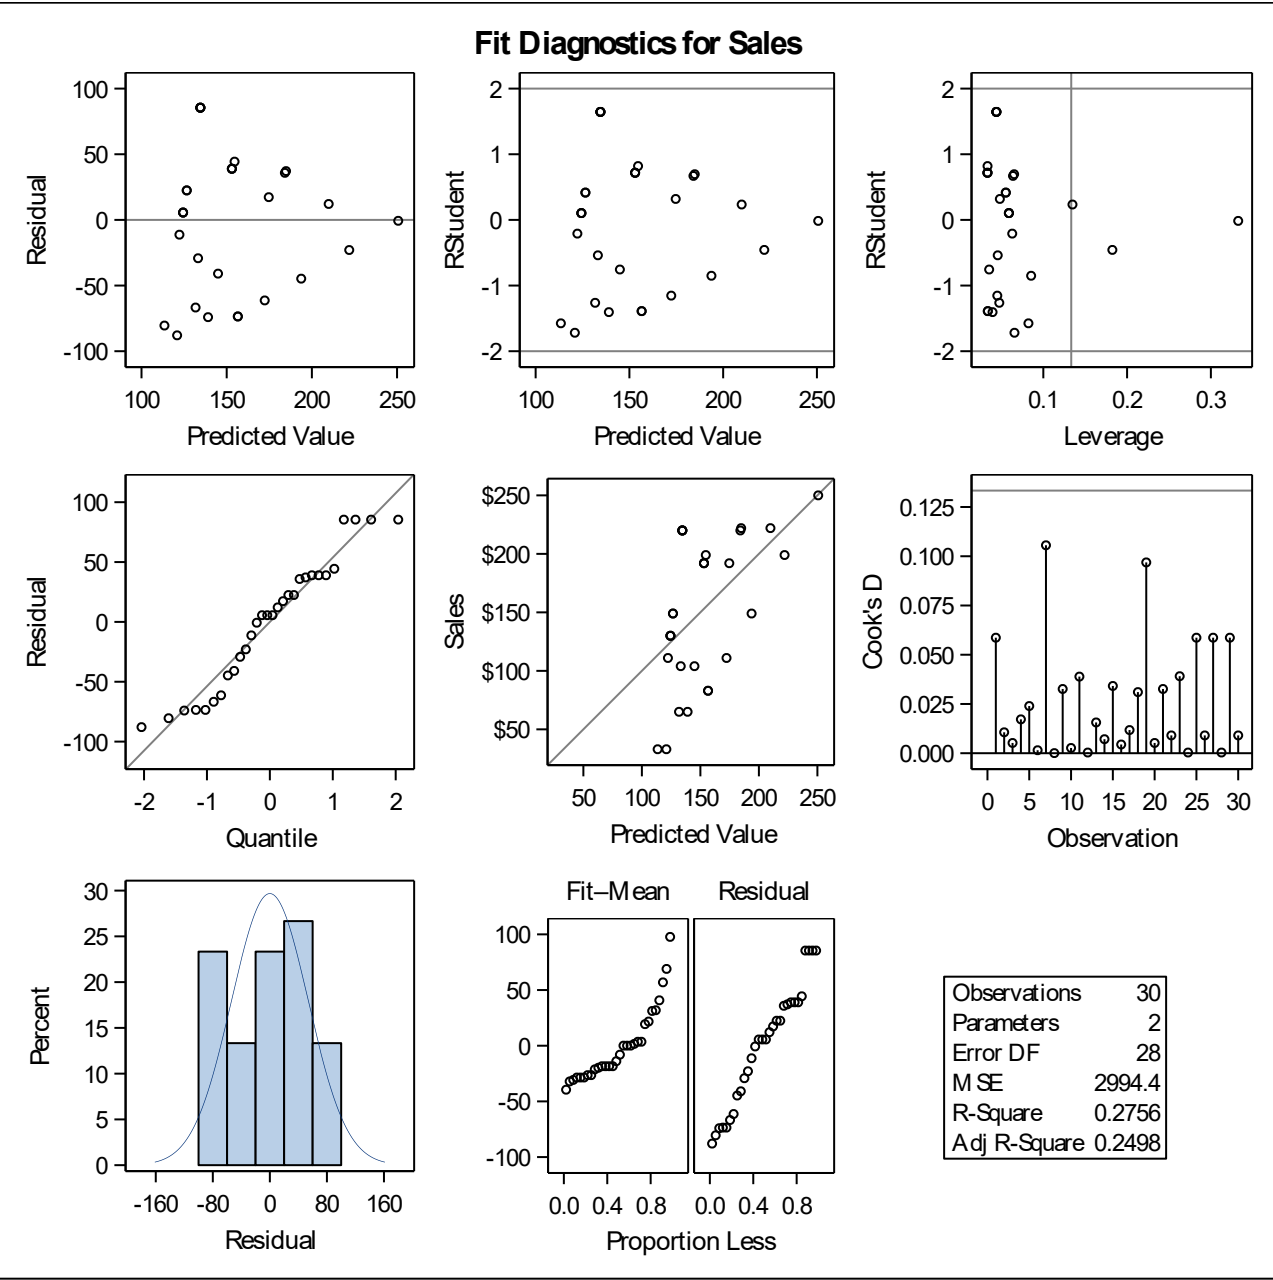 Fit Diagnostics for Sales
Residual
100
50
0
-50
-100
100 150 200 250
Predicted Value
RStudent
2
1
0
-1
-2
100 150 200 250
Predicted Value
RStudent
2
1
0
-1
-2
0.1 0.2 0.3
Leverage
Residual
100
50
0
-50
-100
-2 -1 0 1 2
Quantile
Sales
$250
$200
$150
$100
$50
50 100 150 200 250
Predicted Value
Cook's D
0.125
0.100
0.075
0.050
0.025
0.000
0 5 10 15 20 25 30
Observation
Percent
30
25
20
15
10
5
0
-160 -80 0 80 160
Residual
Fit–Mean Residual
100
50
0
-50
-100
0.0 0.4 0.8 0.0 0.4 0.8
Proportion Less
Observations 30
Parameters 2
Error DF 28
MSE 2994.4
R-Square 0.2756
Adj R-Square 0.2498